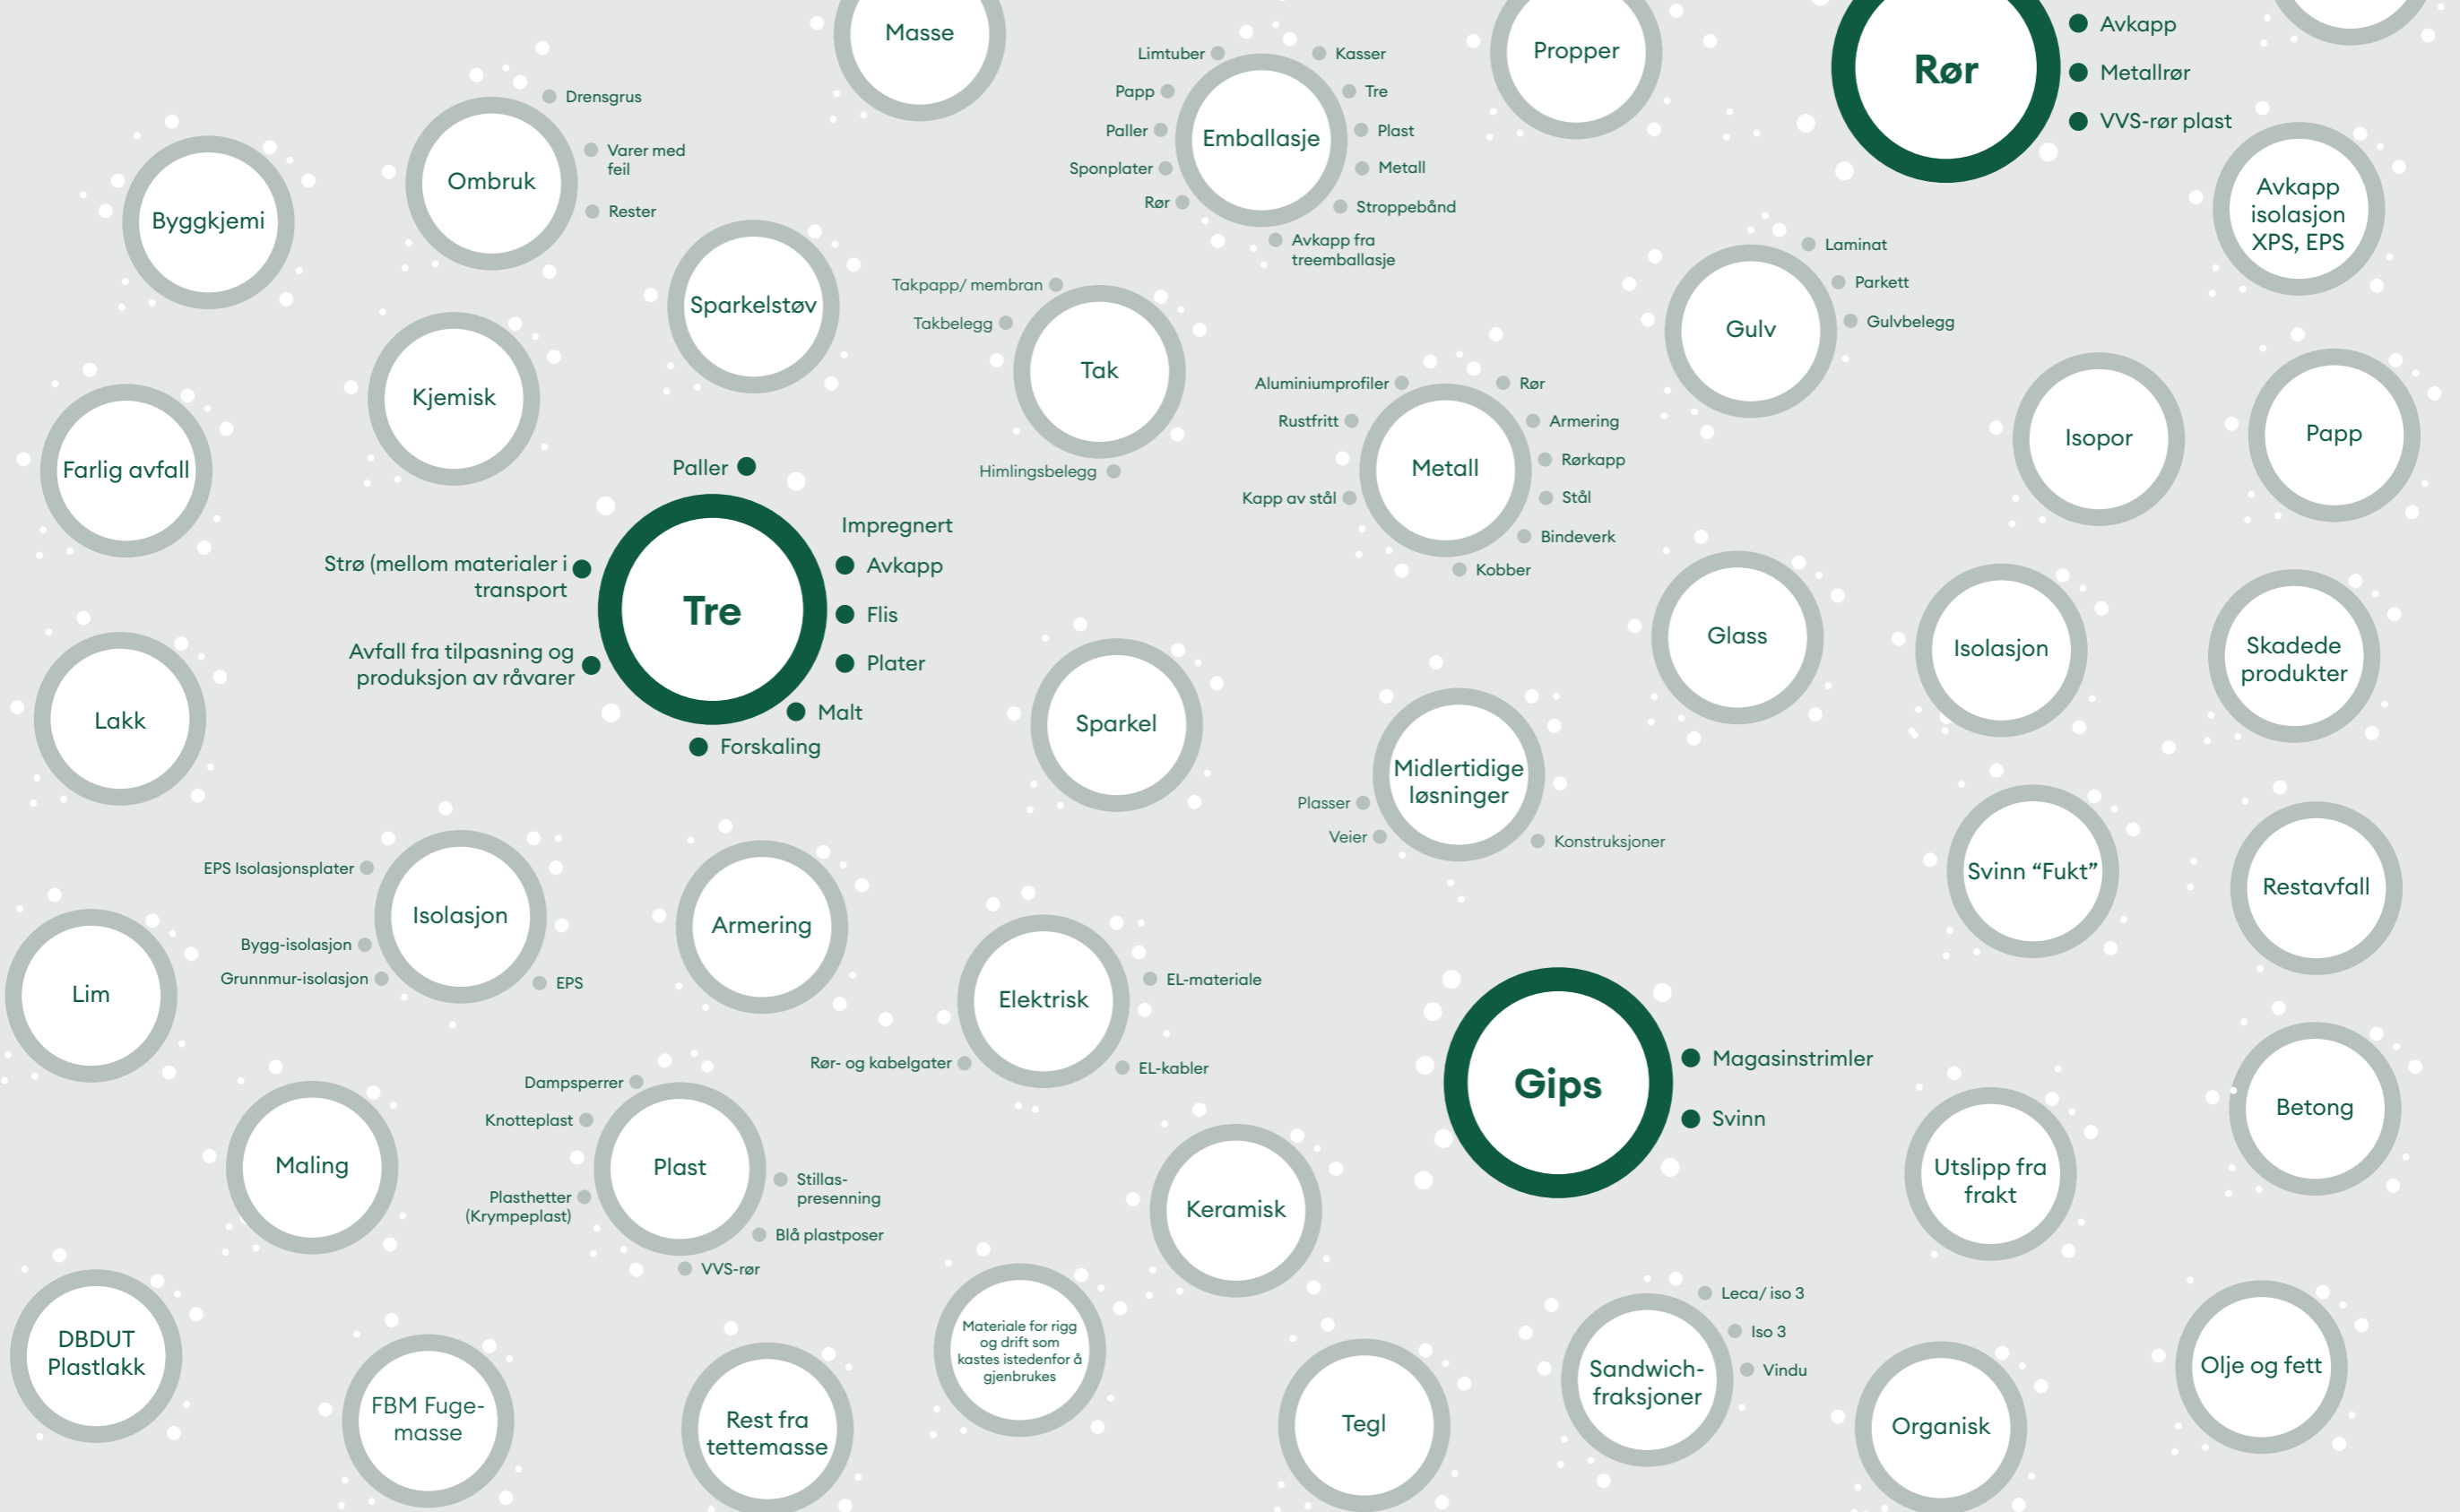 Masse
Limtuber
Papp
Paller
Sponplater
Rør
Emballasje
Kasser
Tre
Plast
Metall
Stroppebånd
Avkapp fra
treemballasje
Propper
Rør
Avkapp
Metallrør
VVS-rør plast
Byggkjemi
Ombruk
Drensgrus
Varer med
feil
Rester
Sparkelstøv
Takpapp/ membran
Takbelegg
Tak
Himlingsbelegg
Gulv
Laminat
Parkett
Gulvbelegg
Avkapp
isolasjon
XPS, EPS
Farlig avfall
Kjemisk
Aluminiumprofiler
Rustfritt
Kapp av stål
Metall
Rør
Armering
Rørkapp
Stål
Bindeverk
Kobber
Isopor
Papp
Paller
Strø (mellom materialer i
transport
Avfall fra tilpasning og
produksjon av råvarer
Tre
Impregnert
Avkapp
Flis
Plater
Malt
Forskaling
Lakk
Sparkel
Midlertidige
løsninger
Plasser
Veier
Konstruksjoner
Glass
Isolasjon
Skadede
produkter
EPS Isolasjonsplater
Bygg-isolasjon
Grunnmur-isolasjon
Isolasjon
EPS
Armering
Svinn “Fukt”
Restavfall
Lim
Elektrisk
EL-materiale
Rør- og kabelgater
EL-kabler
Gips
Magasinstrimler
Svinn
Betong
Maling
Dampsperrer
Knotteplast
Plasthetter
(Krympeplast)
Plast
Stillas-
presenning
Blå plastposer
VVS-rør
Keramisk
Utslipp fra
frakt
DBDUT
Plastlakk
FBM Fuge-
masse
Rest fra
tettemasse
Materiale for rigg
og drift som
kastes istedenfor å
gjenbrukes
Tegl
Sandwich-
fraksjoner
Leca/ iso 3
Iso 3
Vindu
Organisk
Olje og fett